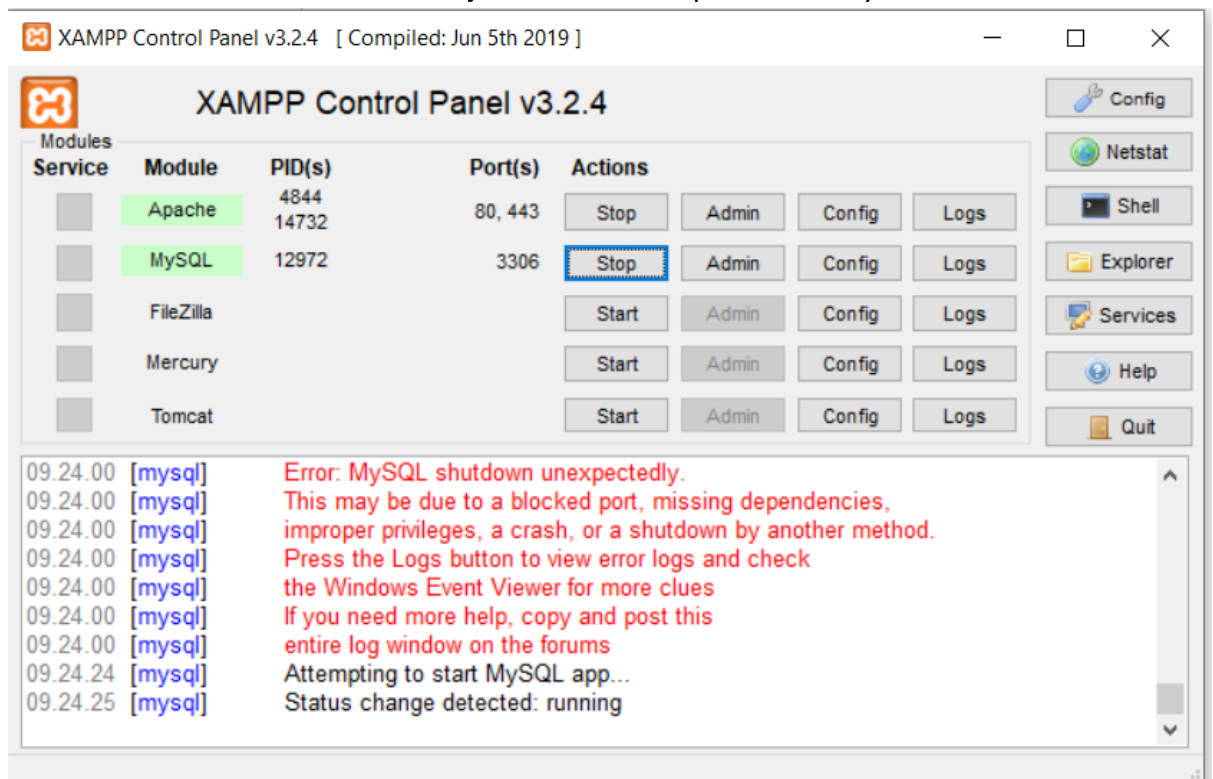 XAMPP Control Panel v3.2.4 [ Compiled: Jun 5th 2019 ]
XAMPP Control Panel v3.2.4
Config
Modules
Service Module PID(s) Port(s) Actions
Netstat
Apache 4844 14732 80, 443 Stop Admin Config Logs
Shell
MySQL 12972 3306 Stop Admin Config Logs
Explorer
FileZilla Start Admin Config Logs
Services
Mercury Start Admin Config Logs
Help
Tomcat Start Admin Config Logs
Quit
09.24.00 [mysql] Error: MySQL shutdown unexpectedly.
09.24.00 [mysql] This may be due to a blocked port, missing dependencies,
09.24.00 [mysql] improper privileges, a crash, or a shutdown by another method.
09.24.00 [mysql] Press the Logs button to view error logs and check
09.24.00 [mysql] the Windows Event Viewer for more clues
09.24.00 [mysql] If you need more help, copy and post this
09.24.00 [mysql] entire log window on the forums
09.24.24 [mysql] Attempting to start MySQL app...
09.24.25 [mysql] Status change detected: running